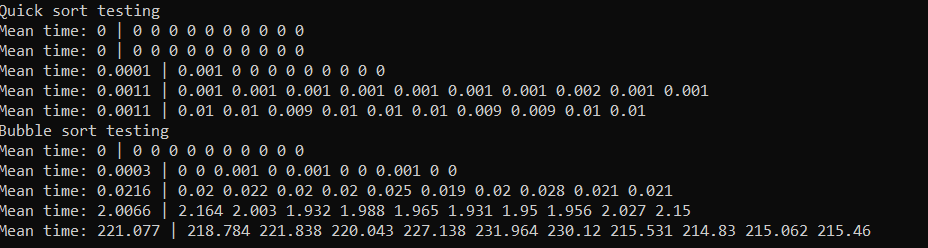 Quick sort testing
Mean time: 0 | 0 0 0 0 0 0 0 0 0 0
Mean time: 0 | 0 0 0 0 0 0 0 0 0 0
Mean time: 0.0001 | 0.001 0 0 0 0 0 0 0 0 0
Mean time: 0.0011 | 0.001 0.001 0.001 0.001 0.001 0.001 0.001 0.002 0.001 0.001
Mean time: 0.0011 | 0.01 0.01 0.009 0.01 0.01 0.01 0.009 0.009 0.01 0.01
Bubble sort testing
Mean time: 0 | 0 0 0 0 0 0 0 0 0 0
Mean time: 0.0003 | 0 0 0.001 0 0.001 0 0 0.001 0 0
Mean time: 0.0216 | 0.02 0.022 0.02 0.02 0.025 0.019 0.02 0.028 0.021 0.021
Mean time: 2.0066 | 2.164 2.003 1.932 1.988 1.965 1.931 1.95 1.956 2.027 2.15
Mean time: 221.077 | 218.784 221.838 220.043 227.138 231.964 230.12 215.531 214.83 215.062 215.46